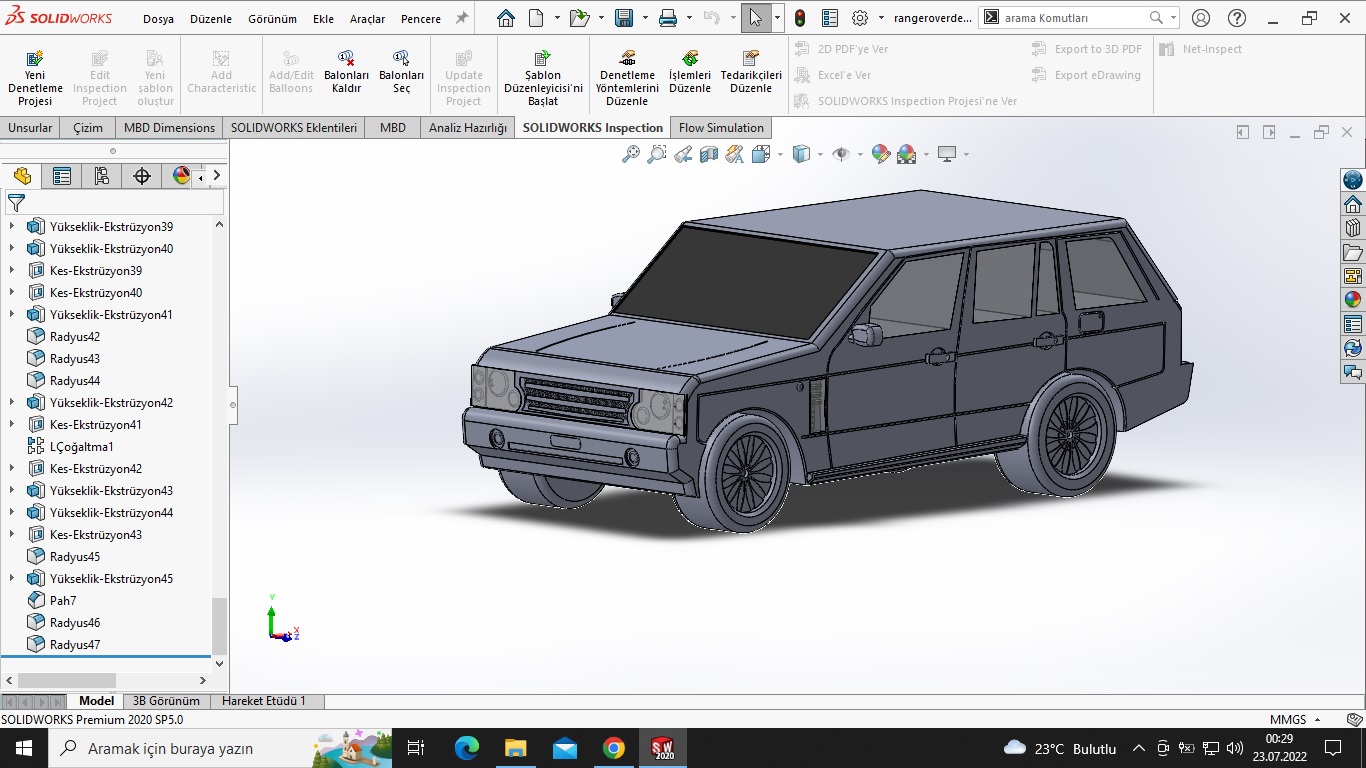 SOLIDWORKS Dosya Düzenle Görünüm Ekle Araçlar Pencere rangeroverde... arama Komutları
Yeni Denetleme Projesi
Edit Inspection Project
Yeni şablon oluştur
Add Characteristic
Add/Edit Balloons
Balonları Kaldır
Balonları Seç
Update Inspection Project
Şablon Düzenleyicisi'ni Başlat
Denetleme Yöntemlerini Düzenle
İşlemleri Düzenle
Tedarikçileri Düzenle
2D PDF'ye Ver
Excel'e Ver
SOLIDWORKS Inspection Projesi'ne Ver
Export to 3D PDF
Export eDrawing
Net-Inspect
Unsurlar Çizim MBD Dimensions SOLIDWORKS Eklentileri MBD Analiz Hazırlığı SOLIDWORKS Inspection Flow Simulation
Yükseklik-Ekstrüzyon39
Yükseklik-Ekstrüzyon40
Kes-Ekstrüzyon39
Kes-Ekstrüzyon40
Yükseklik-Ekstrüzyon41
Radyus42
Radyus43
Radyus44
Yükseklik-Ekstrüzyon42
Kes-Ekstrüzyon41
LÇoğaltma1
Kes-Ekstrüzyon42
Yükseklik-Ekstrüzyon43
Yükseklik-Ekstrüzyon44
Kes-Ekstrüzyon43
Radyus45
Yükseklik-Ekstrüzyon45
Pah7
Radyus46
Radyus47
Y
X
Z
Model 3B Görünüm Hareket Etüdü 1
SOLIDWORKS Premium 2020 SP5.0 MMGS
Aramak için buraya yazın SW 2020 23°C Bulutlu 00:29
23.07.2022